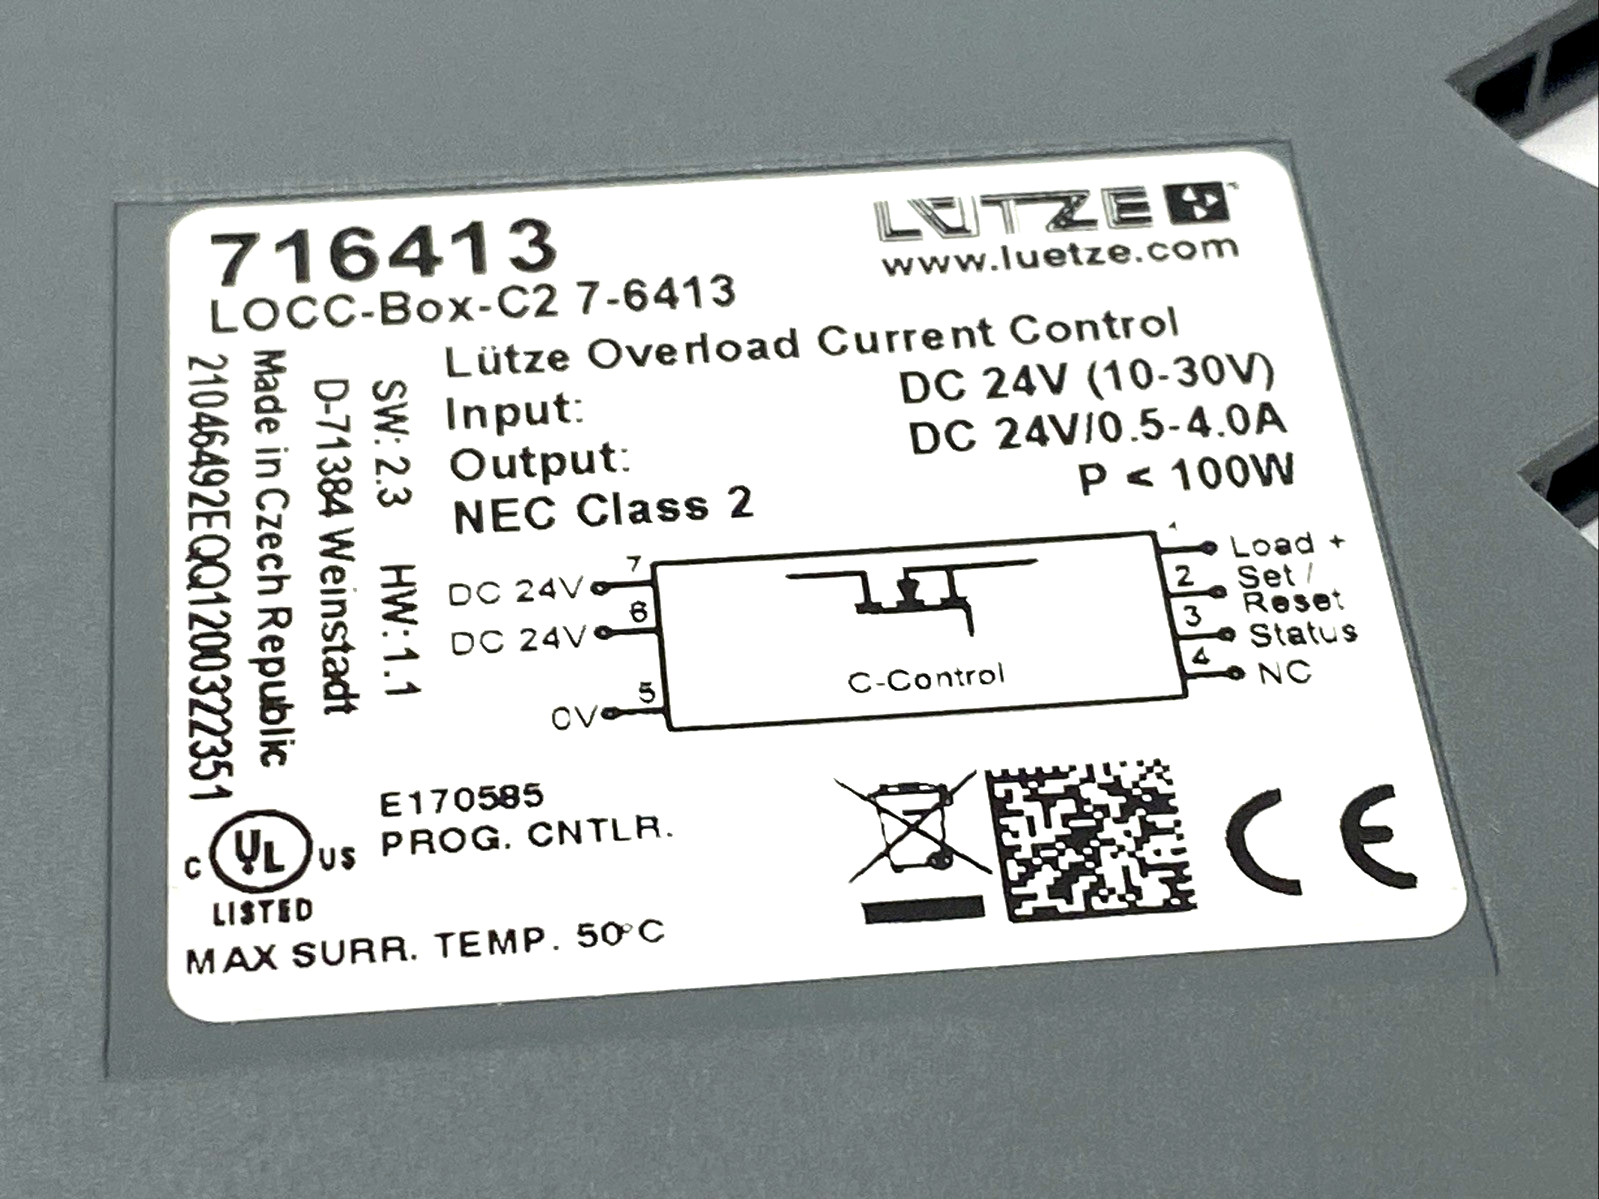 716413
LOCC-Box-C2 7-6413
LÜTZE
www.luetze.com
Lütze Overload Current Control
Input: DC 24V (10-30V)
Output: DC 24V/0.5-4.0A
NEC Class 2 P < 100W
SW: 2.3 HW: 1.1
D-71384 Weinstadt
Made in Czech Republic
21046492EQQ1200322351
DC 24V 7
DC 24V 6
0V 5
C-Control
1 Load +
2 Set /
Reset
3 Status
4 NC
E170585
PROG. CNTLR.
C UL US
LISTED
MAX SURR. TEMP. 50°C
CE